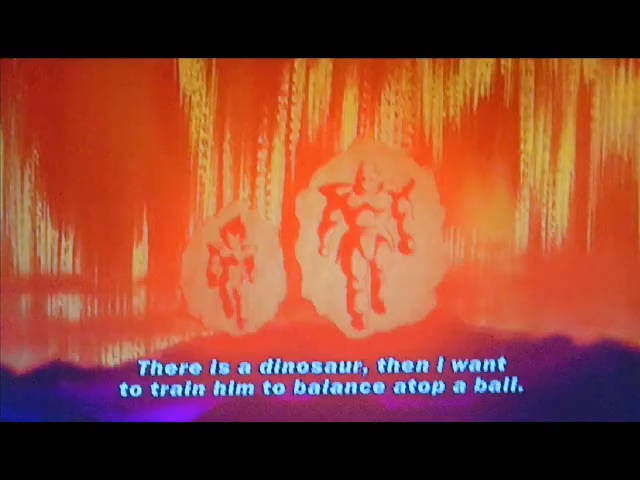 There is a dinosaur, then I want
to train him to balance atop a ball.